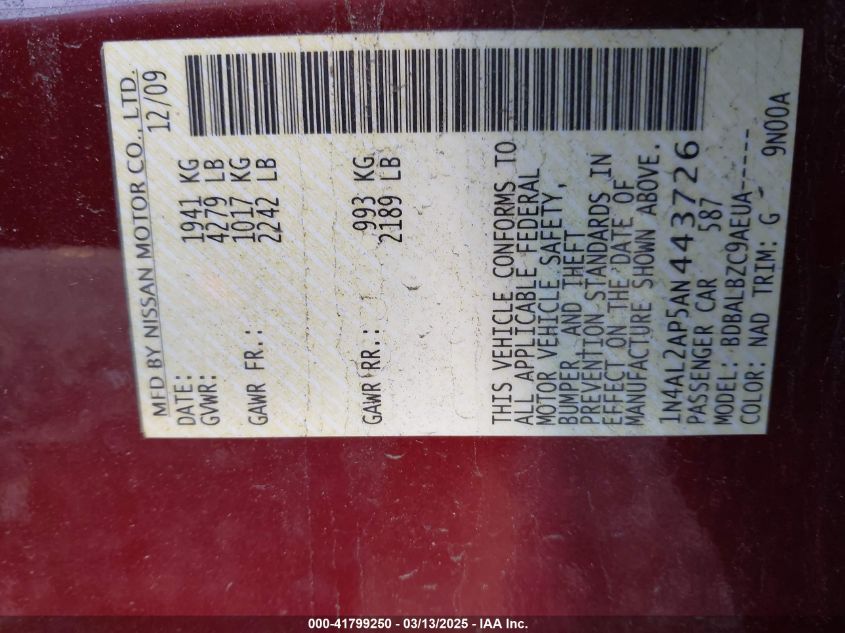 MFD BY NISSAN MOTOR CO., LTD.
DATE: 12/09
GVWR: 1941 KG
4279 LB
GAWR FR.: 1017 KG
2242 LB
GAWR RR.: 993 KG
2189 LB
THIS VEHICLE CONFORMS TO
ALL APPLICABLE FEDERAL
MOTOR VEHICLE SAFETY,
BUMPER, AND THEFT
PREVENTION STANDARDS IN
EFFECT ON THE DATE OF
MANUFACTURE SHOWN ABOVE.
1N4AL2AP5AN443726
PASSENGER CAR 587
MODEL: BDBALBZC9AEUA-----
COLOR: NAD TRIM: G - 9N00A
000-41799250 / 03/13/2025 - IAA Inc.